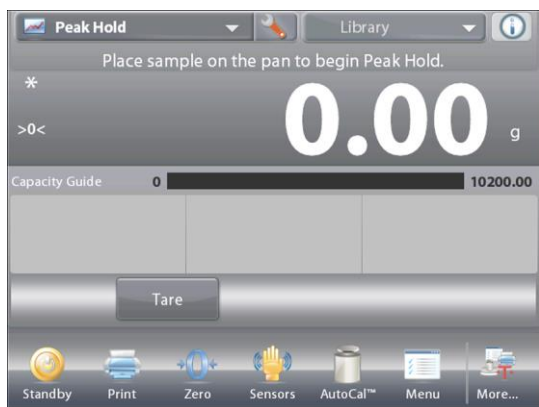 Peak Hold Library
Place sample on the pan to begin Peak Hold.
*
>0< 0.00 g
Capacity Guide 0 10200.00
Tare
Standby Print Zero Sensors AutoCal™ Menu More...